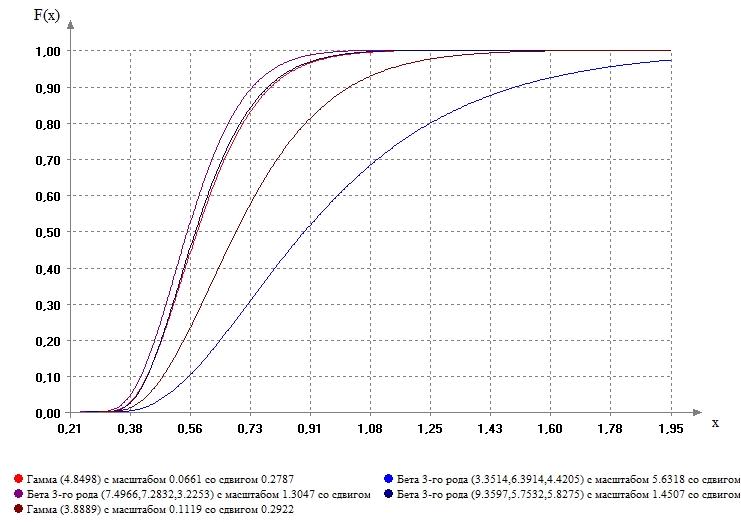 F(x)
1,00
0,90
0,80
0,70
0,60
0,50
0,40
0,30
0,20
0,10
0,00
0,21 0,38 0,56 0,73 0,91 1,08 1,25 1,43 1,60 1,78 1,95
x
Гамма (4.8498) с масштабом 0.0661 со сдвигом 0.2787
Бета 3-го рода (7.4966,7.2832,3.2253) с масштабом 1.3047 со сдвигом
Гамма (3.8889) с масштабом 0.1119 со сдвигом 0.2922
Бета 3-го рода (3.3514,6.3914,4.4205) с масштабом 5.6318 со сдвигом
Бета 3-го рода (9.3597,5.7532,5.8275) с масштабом 1.4507 со сдвигом